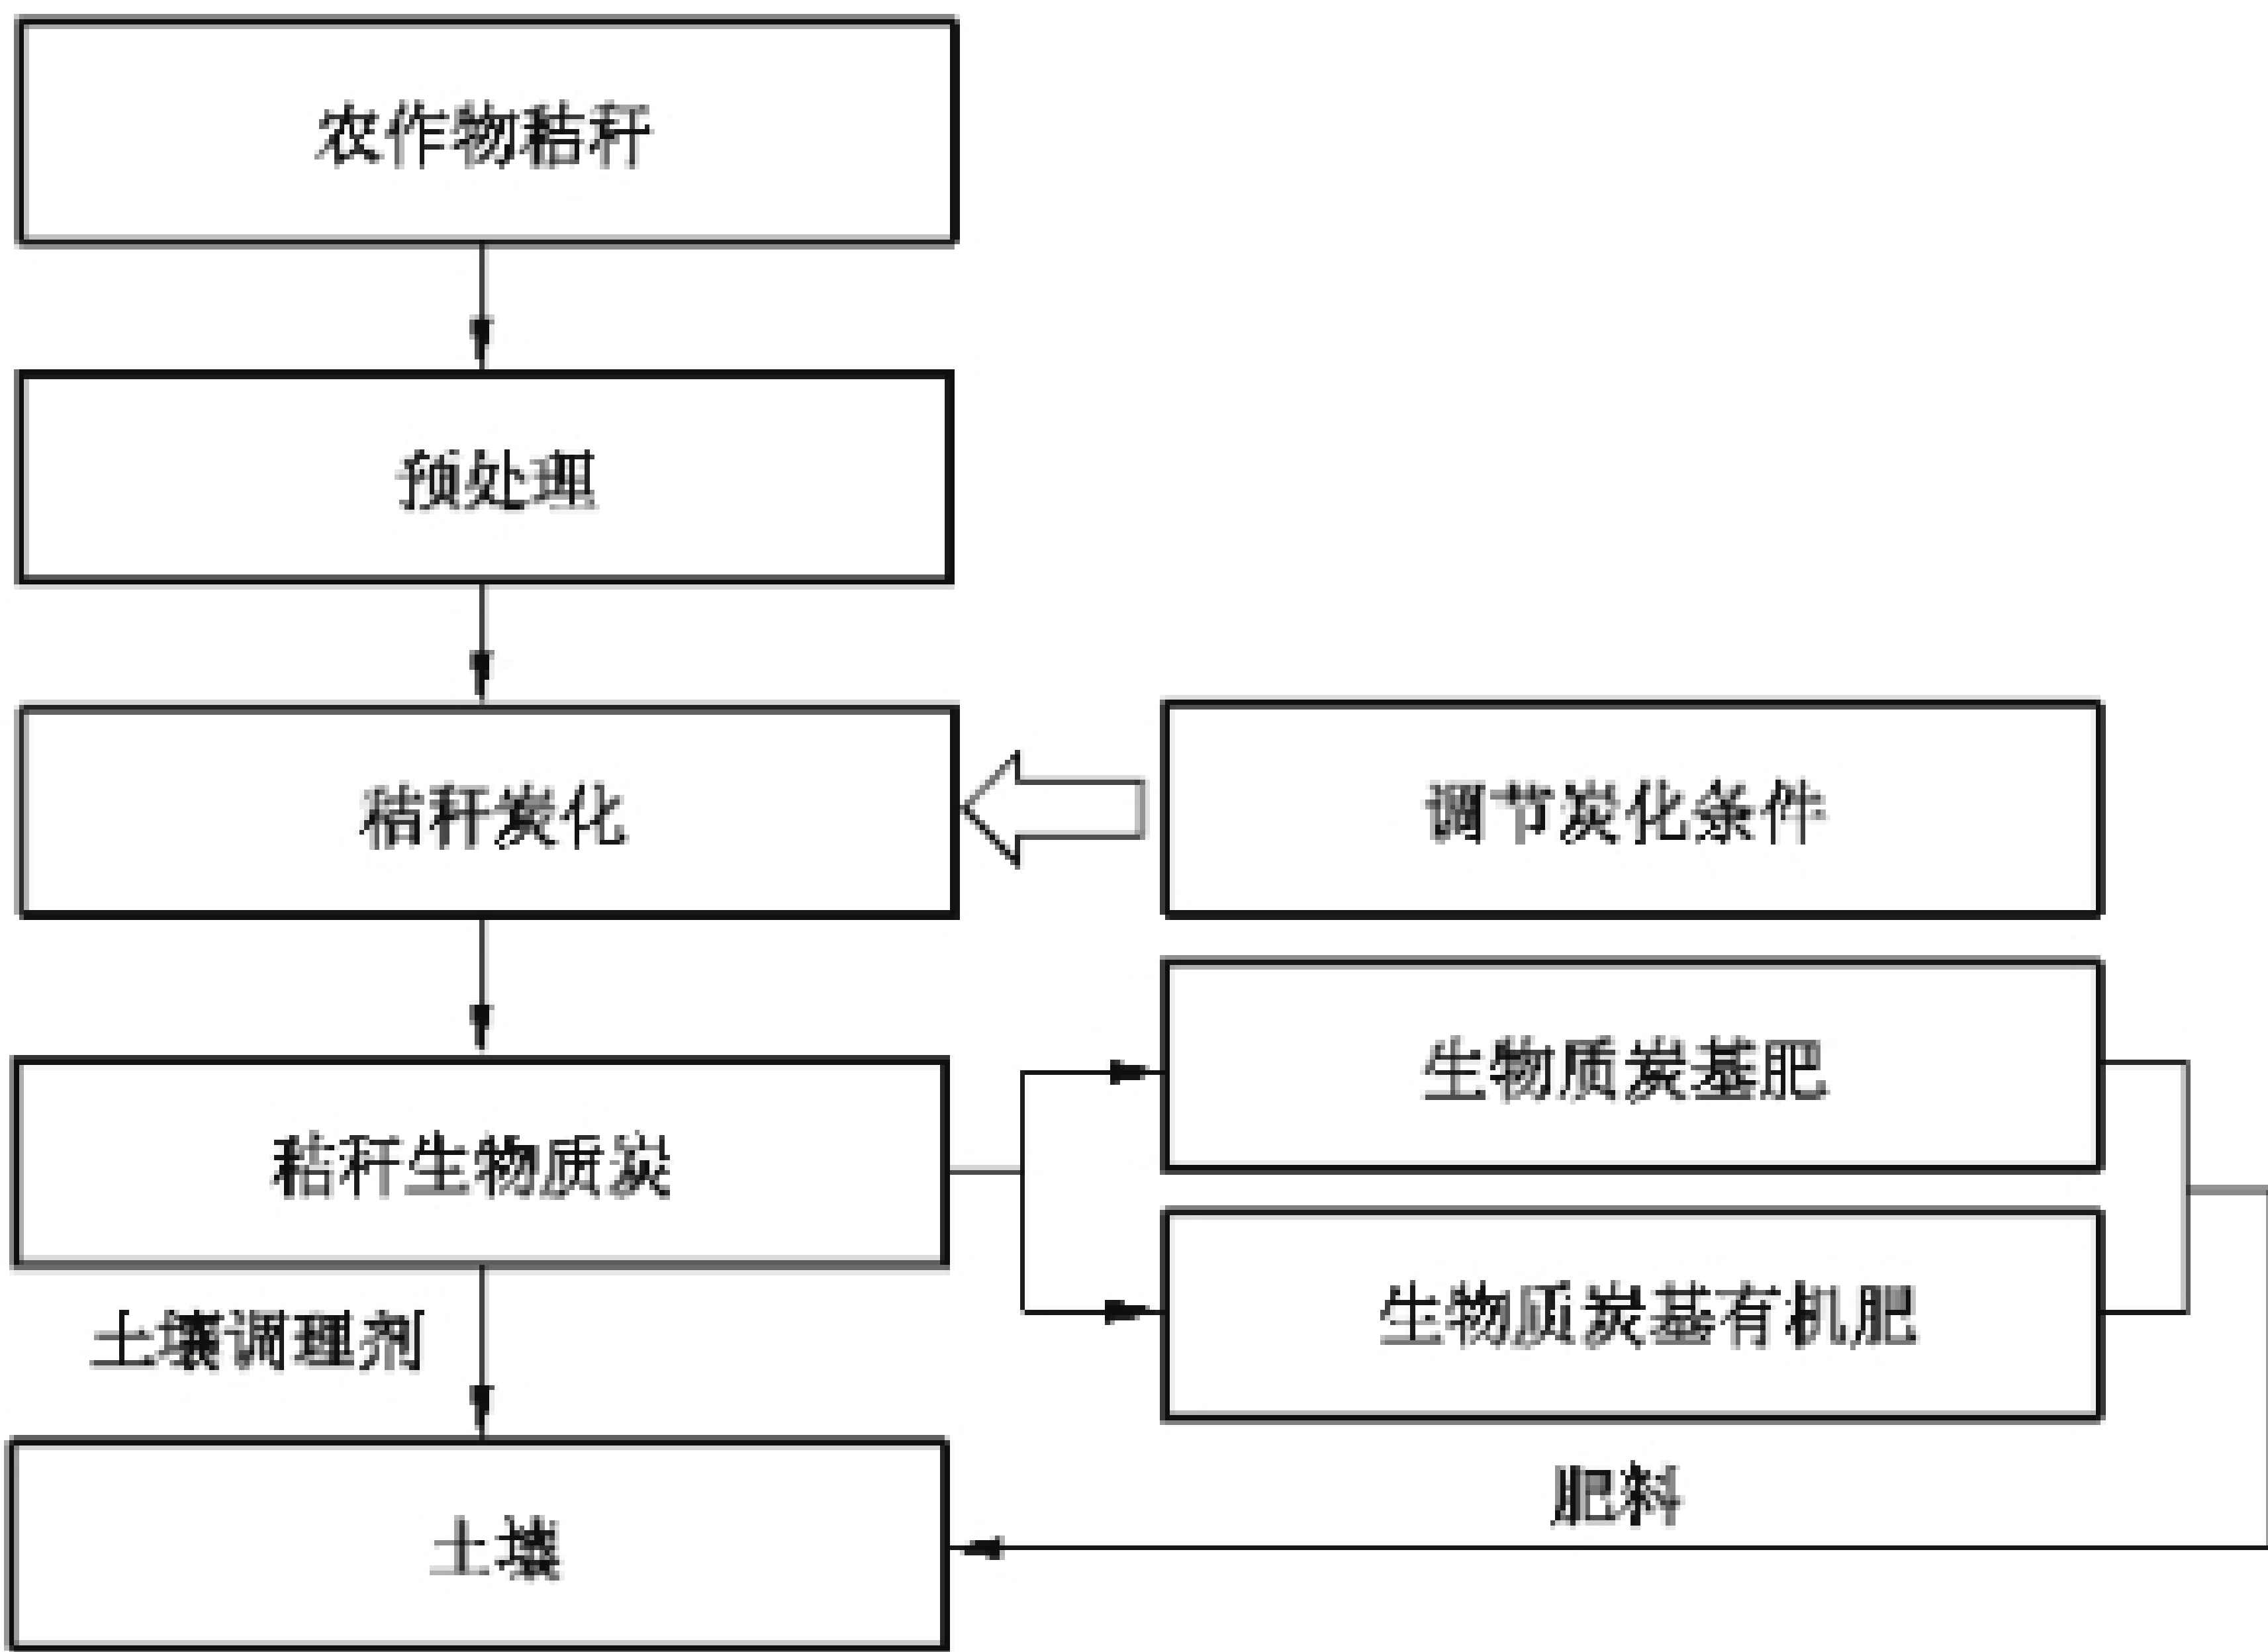 农作物秸秆
预处理
秸秆炭化
调节炭化条件
生物质炭基肥
秸秆生物质炭
生物质炭基有机肥
土壤调理剂
肥料
土壤